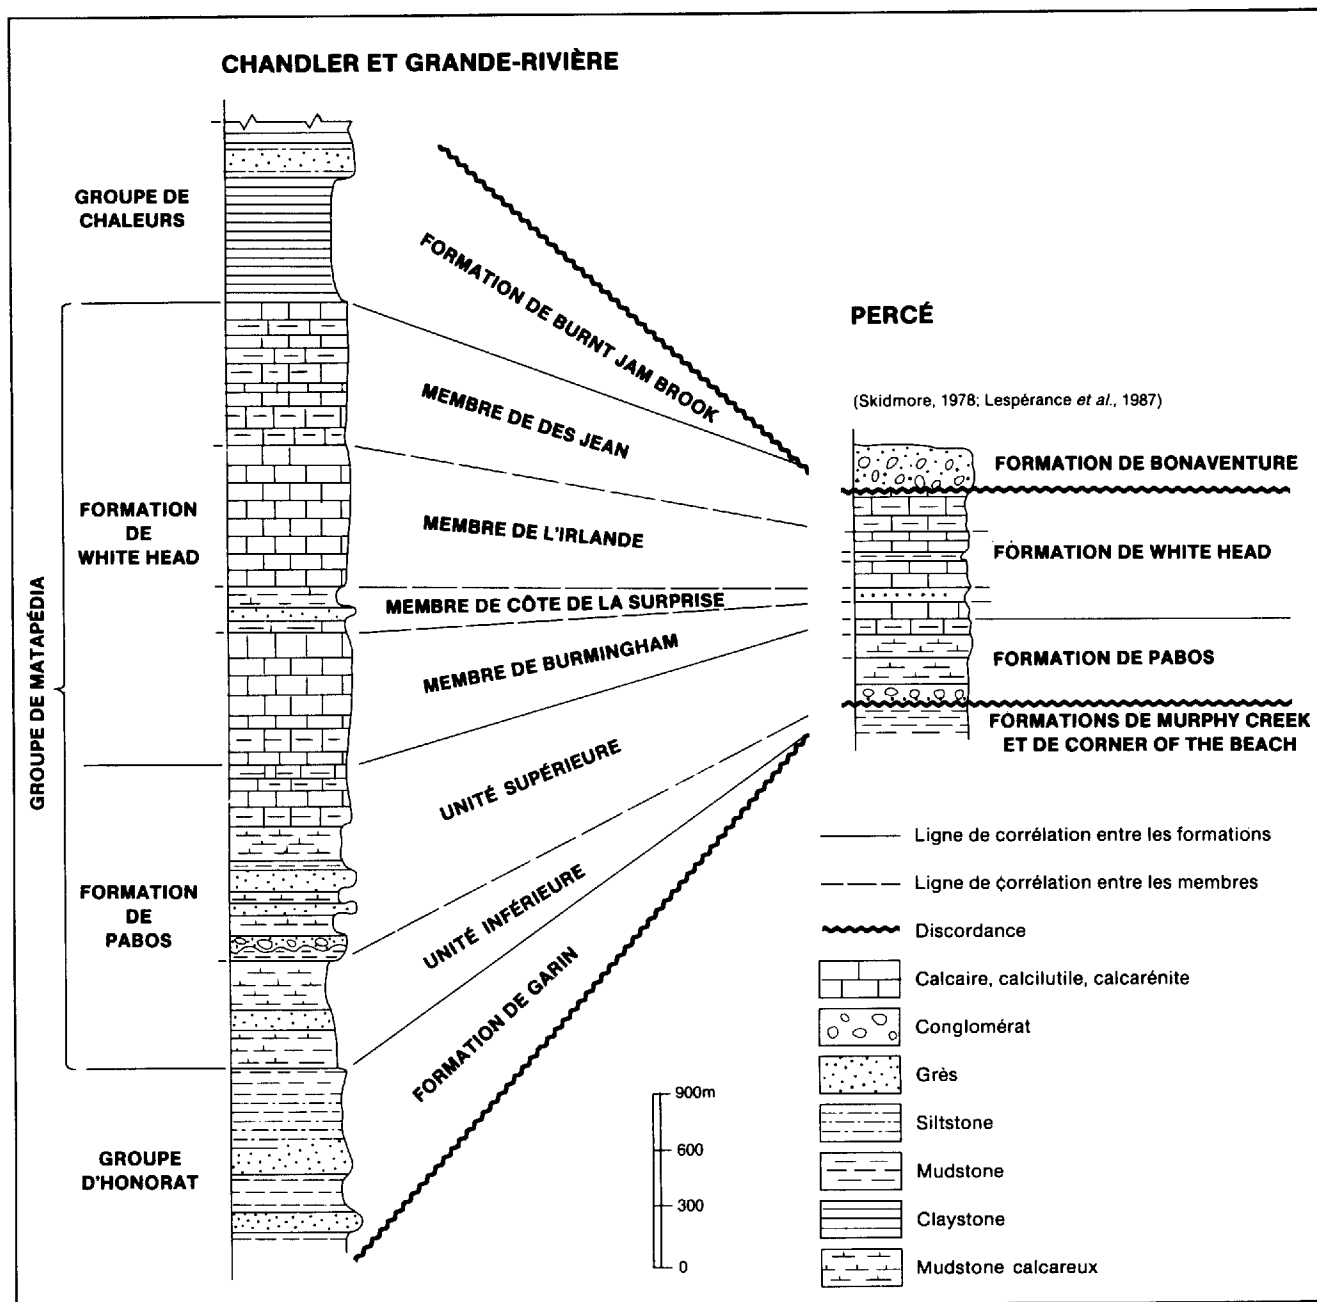 CHANDLER ET GRANDE-RIVIÈRE
GROUPE DE
CHALEURS
FORMATION
DE
WHITE HEAD
GROUPE DE MATAPÉDIA
FORMATION
DE
PABOS
GROUPE
D'HONORAT
FORMATION DE BURNT JAM BROOK
MEMBRE DE DES JEAN
MEMBRE DE L'IRLANDE
MEMBRE DE CÔTE DE LA SURPRISE
MEMBRE DE BURMINGHAM
UNITÉ SUPÉRIEURE
UNITÉ INFÉRIEURE
FORMATION DE GARIN
PERCÉ
(Skidmore, 1978; Lespérance et al., 1987)
FORMATION DE BONAVENTURE
FORMATION DE WHITE HEAD
FORMATION DE PABOS
FORMATIONS DE MURPHY CREEK
ET DE CORNER OF THE BEACH
900m
600
300
0
Ligne de corrélation entre les formations
Ligne de corrélation entre les membres
Discordance
Calcaire, calcilutile, calcarénite
Conglomérat
Grès
Siltstone
Mudstone
Claystone
Mudstone calcareux